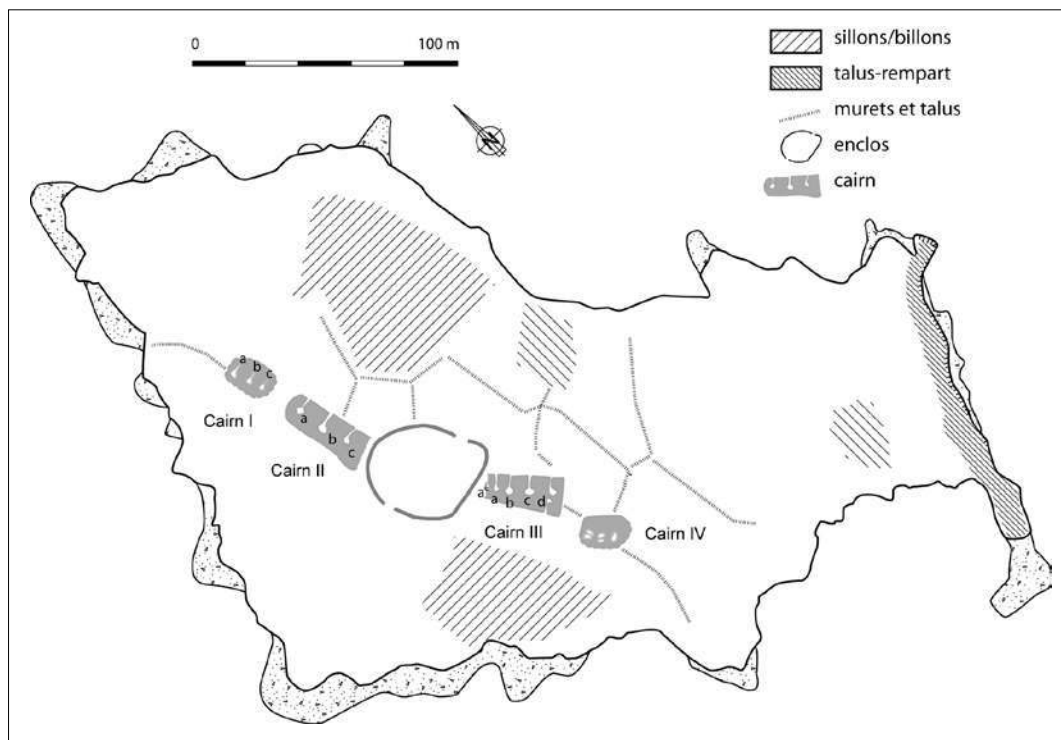 0 100 m
sillons/billons
talus-rempart
murets et talus
enclos
cairn
N
a b c
Cairn I
a b c
Cairn II
a' a b c d
Cairn III
Cairn IV